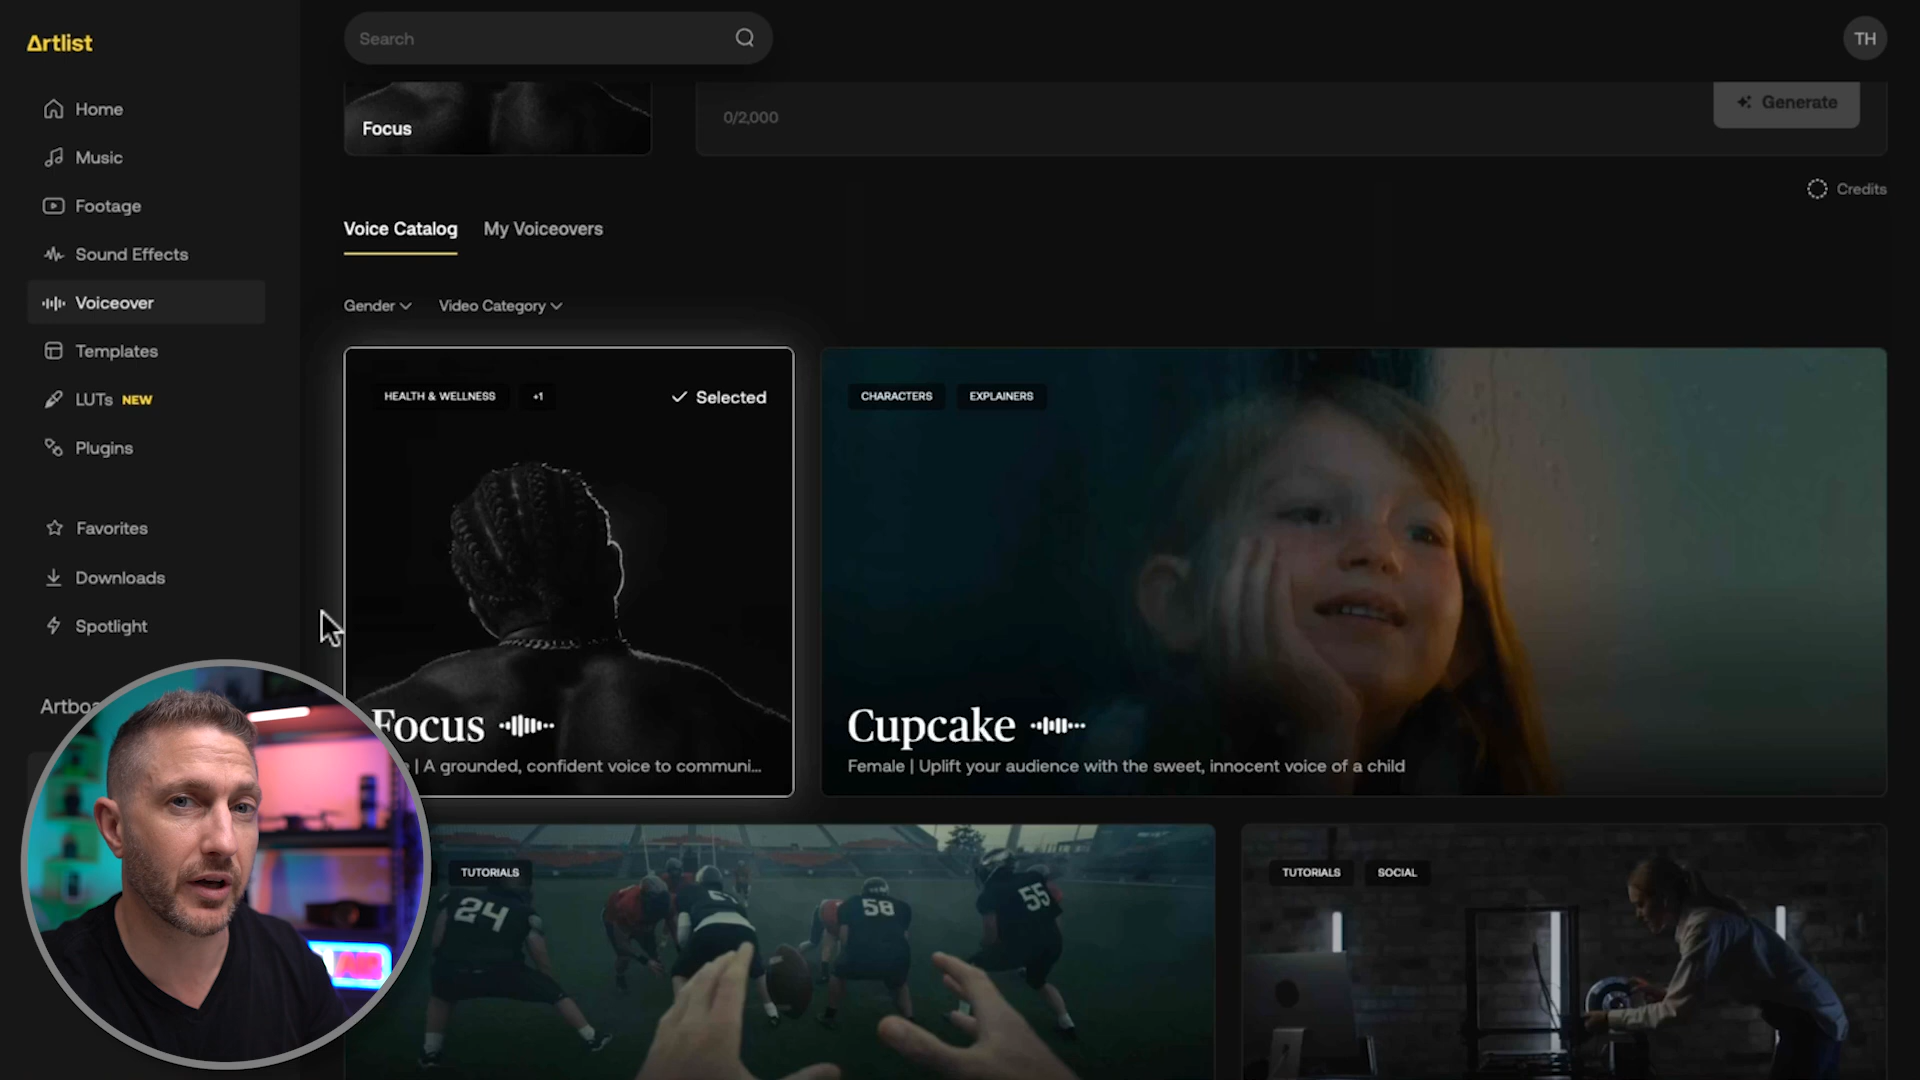 Artlist
Search
TH
Home
Music
Footage
Sound Effects
Voiceover
Templates
LUTs NEW
Plugins
Favorites
Downloads
Spotlight
Focus
0/2,000
Generate
Credits
Voice Catalog
My Voiceovers
Gender
Video Category
HEALTH & WELLNESS
+1
Selected
Focus
| A grounded, confident voice to communi...
CHARACTERS
EXPLAINERS
Cupcake
Female | Uplift your audience with the sweet, innocent voice of a child
TUTORIALS
24
58
55
TUTORIALS
SOCIAL